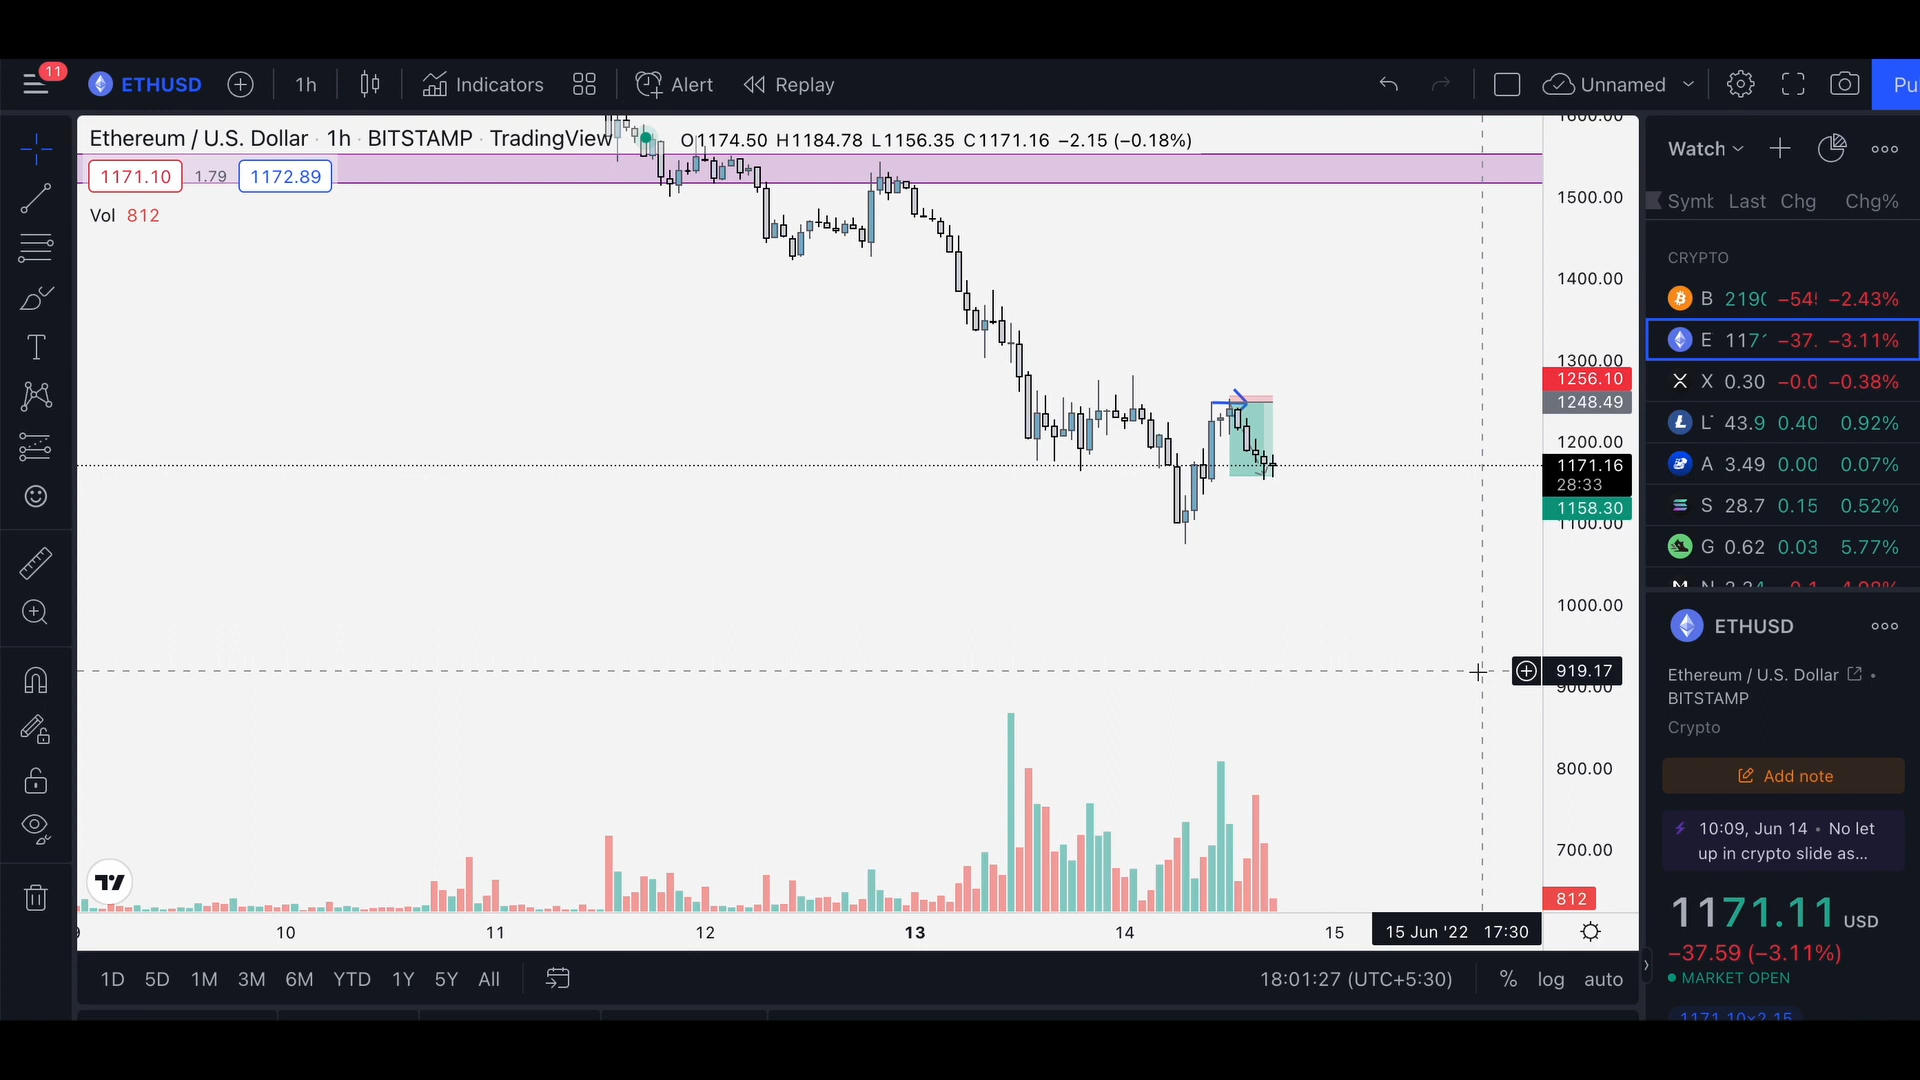 11
ETHUSD 1h Indicators Alert Replay Unnamed Pu
Ethereum / U.S. Dollar · 1h · BITSTAMP · TradingView O1174.50 H1184.78 L1156.35 C1171.16 −2.15 (−0.18%)
1171.10 1.79 1172.89
Vol 812
1500.00
1400.00
1300.00
1256.10
1248.49
1200.00
1171.16
28:33
1158.30
1100.00
1000.00
919.17
900.00
800.00
700.00
812
10 11 12 13 14 15 15 Jun '22 17:30
1D 5D 1M 3M 6M YTD 1Y 5Y All 18:01:27 (UTC+5:30) % log auto
Watch
Symb Last Chg Chg%
CRYPTO
B 2190 −54 −2.43%
E 117 −37. −3.11%
X 0.30 −0.0 −0.38%
L 43.9 0.40 0.92%
A 3.49 0.00 0.07%
S 28.7 0.15 0.52%
G 0.62 0.03 5.77%
ETHUSD
Ethereum / U.S. Dollar •
BITSTAMP
Crypto
Add note
10:09, Jun 14 • No let
up in crypto slide as...
1171.11 USD
−37.59 (−3.11%)
MARKET OPEN
1171.10×2.15